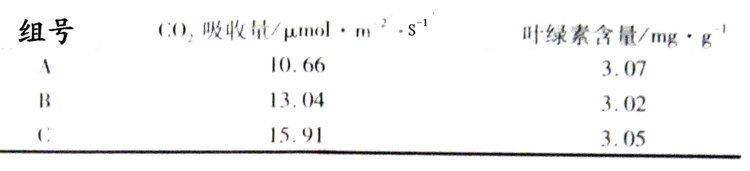 组号 CO₂ 吸收量/μmol · m⁻² · S⁻¹ 叶绿素含量/mg · g⁻¹
A 10.66 3.07
B 13.04 3.02
C 15.91 3.05